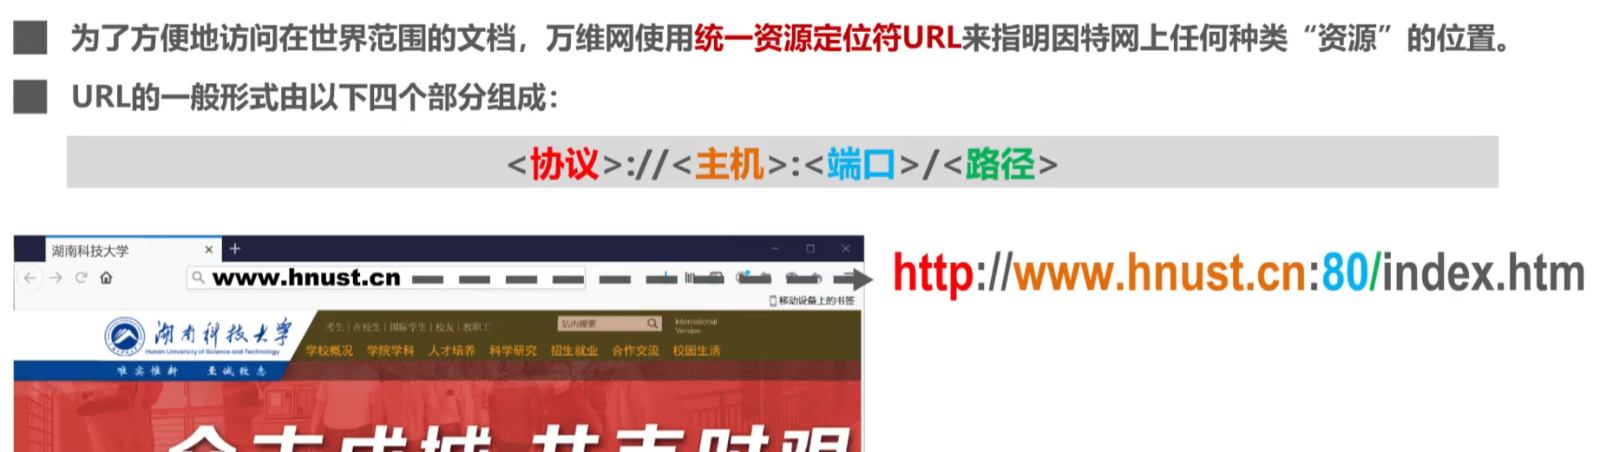 为了方便地访问在世界范围的文档，万维网使用统一资源定位符URL来指明因特网上任何种类“资源”的位置。
URL的一般形式由以下四个部分组成：
<协议>://<主机>:<端口>/<路径>
湖南科技大学
www.hnust.cn
http://www.hnust.cn:80/index.htm
移动设备上的书签
考生 | 在校生 | 国际学生 | 校友 | 教职工
站内搜索
International
Version
湖南科技大学
Hunan University of Science and Technology
学校概况 学院学科 人才培养 科学研究 招生就业 合作交流 校园生活
唯实惟新 至诚致志